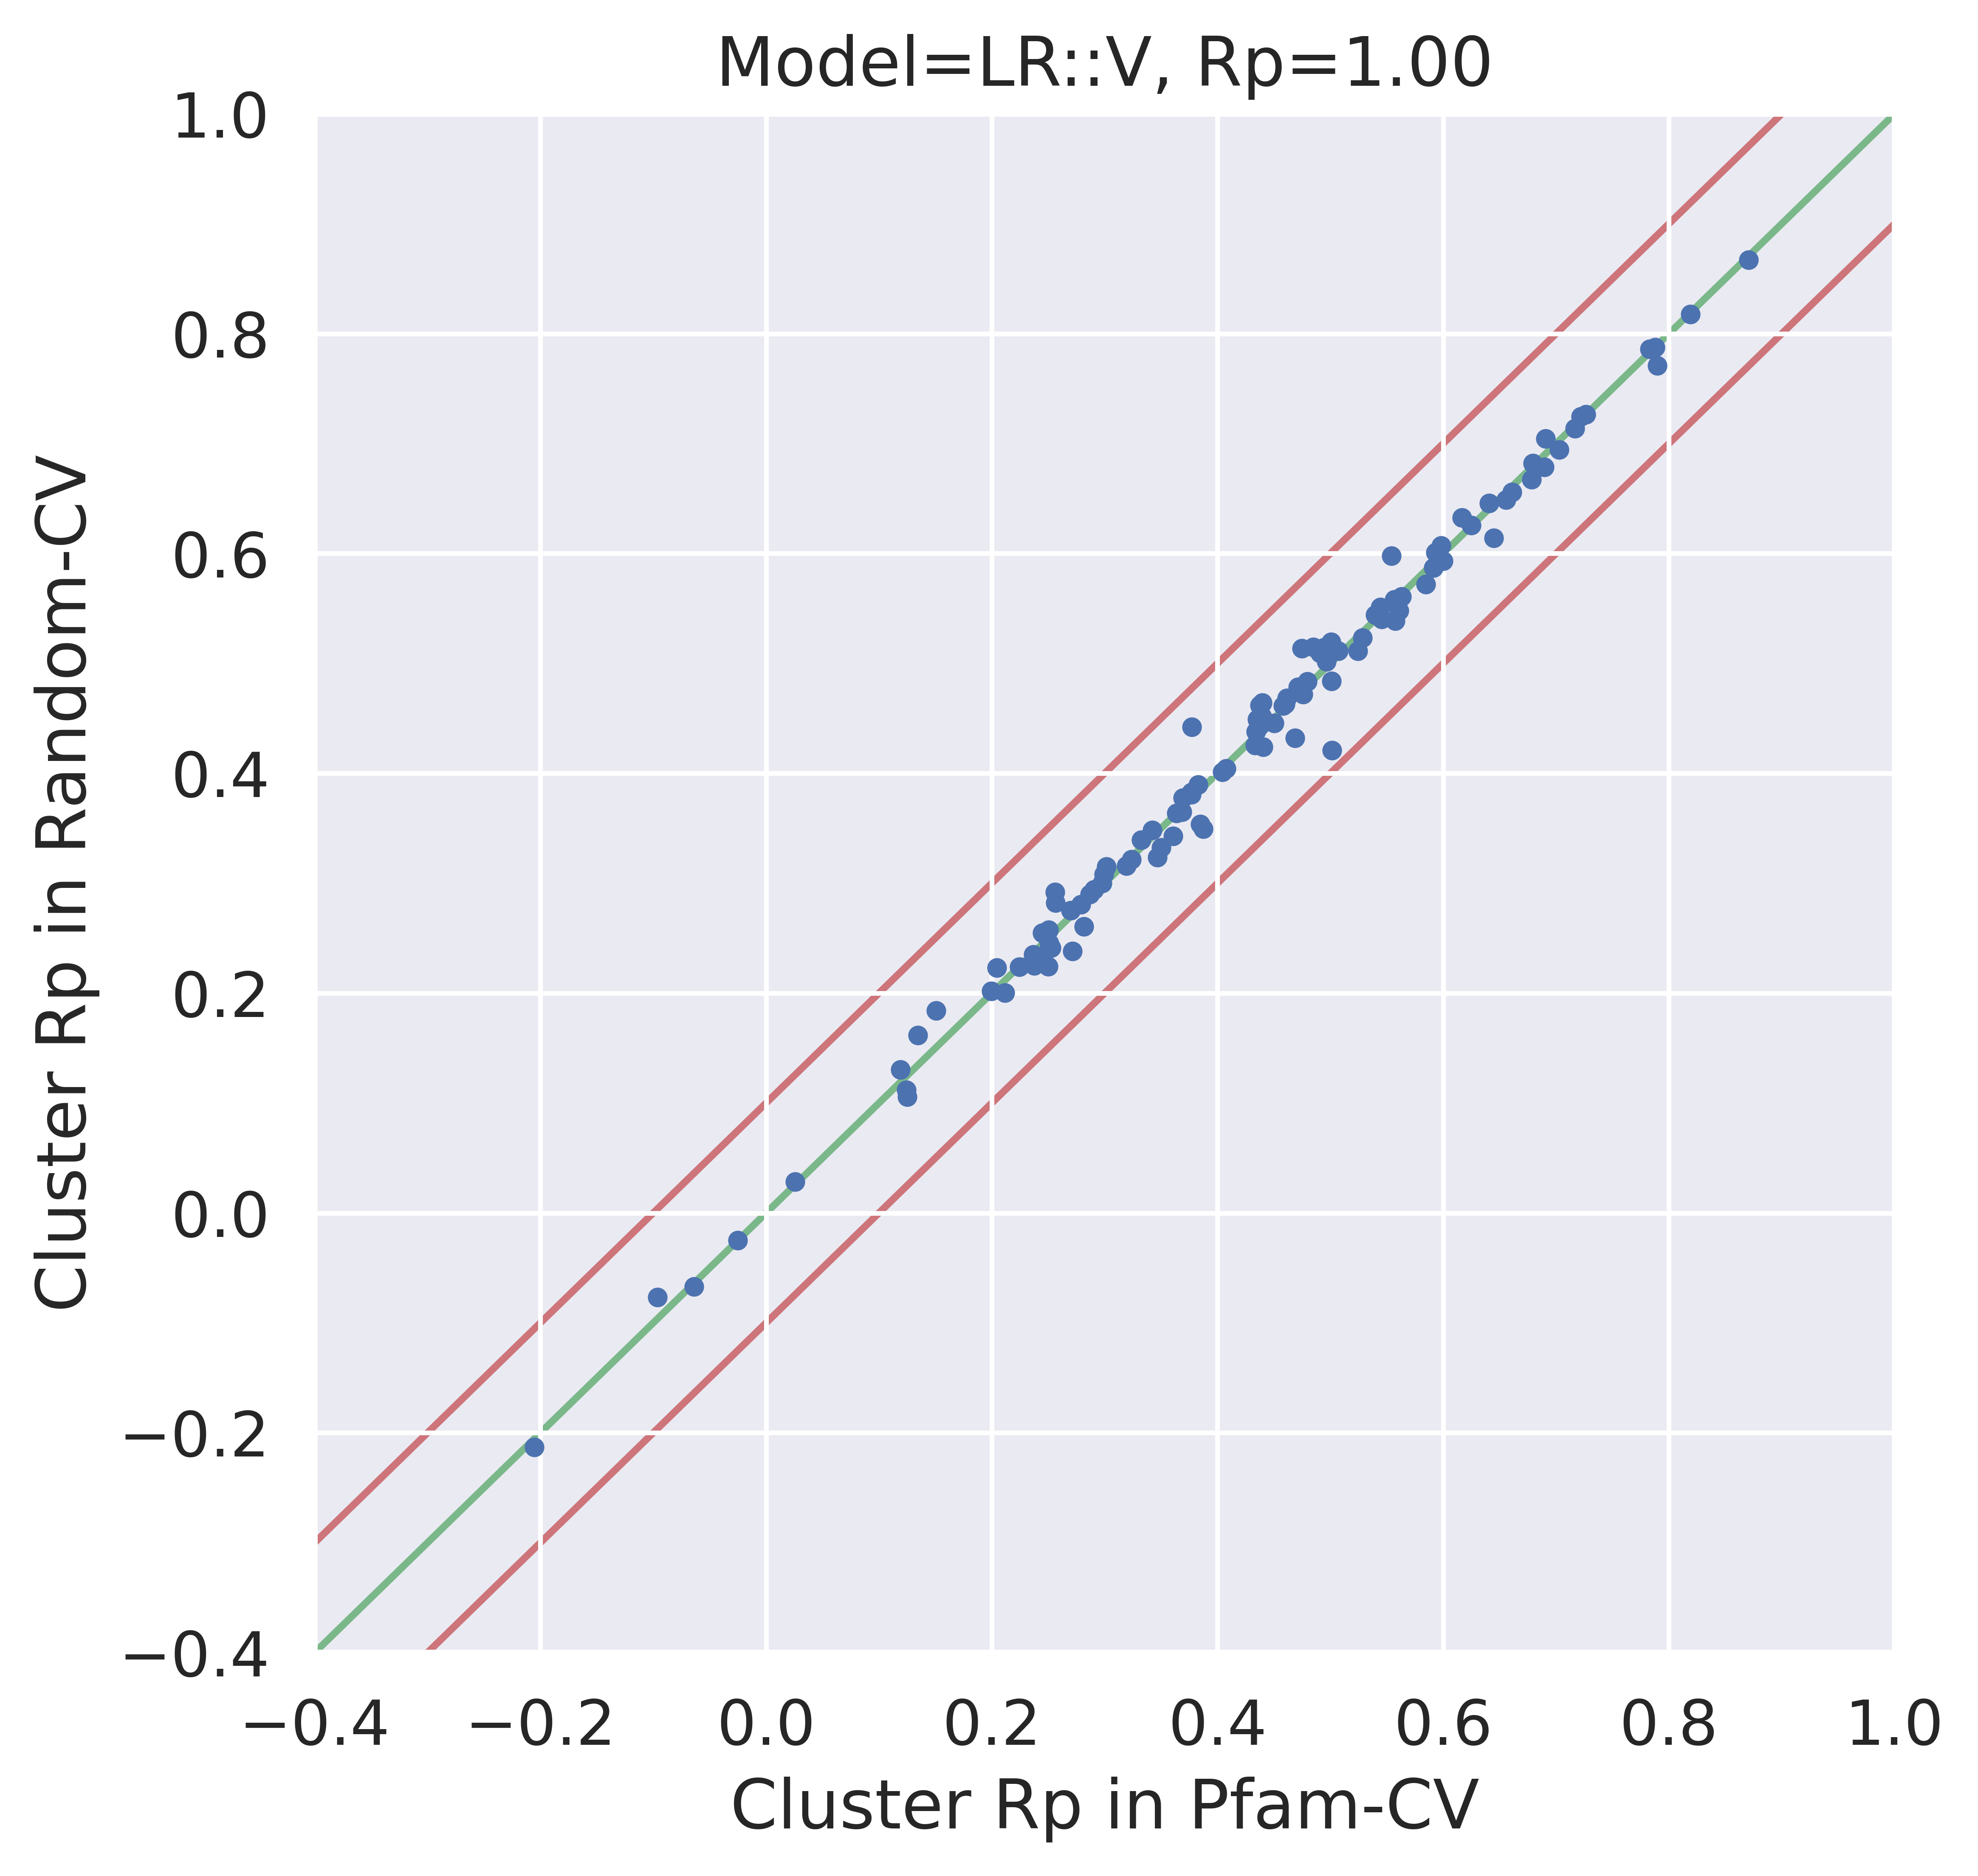 Model=LR::V, Rp=1.00
1.0
0.8
0.6
0.4
0.2
0.0
−0.2
−0.4
Cluster Rp in Random-CV
−0.4 −0.2 0.0 0.2 0.4 0.6 0.8 1.0
Cluster Rp in Pfam-CV